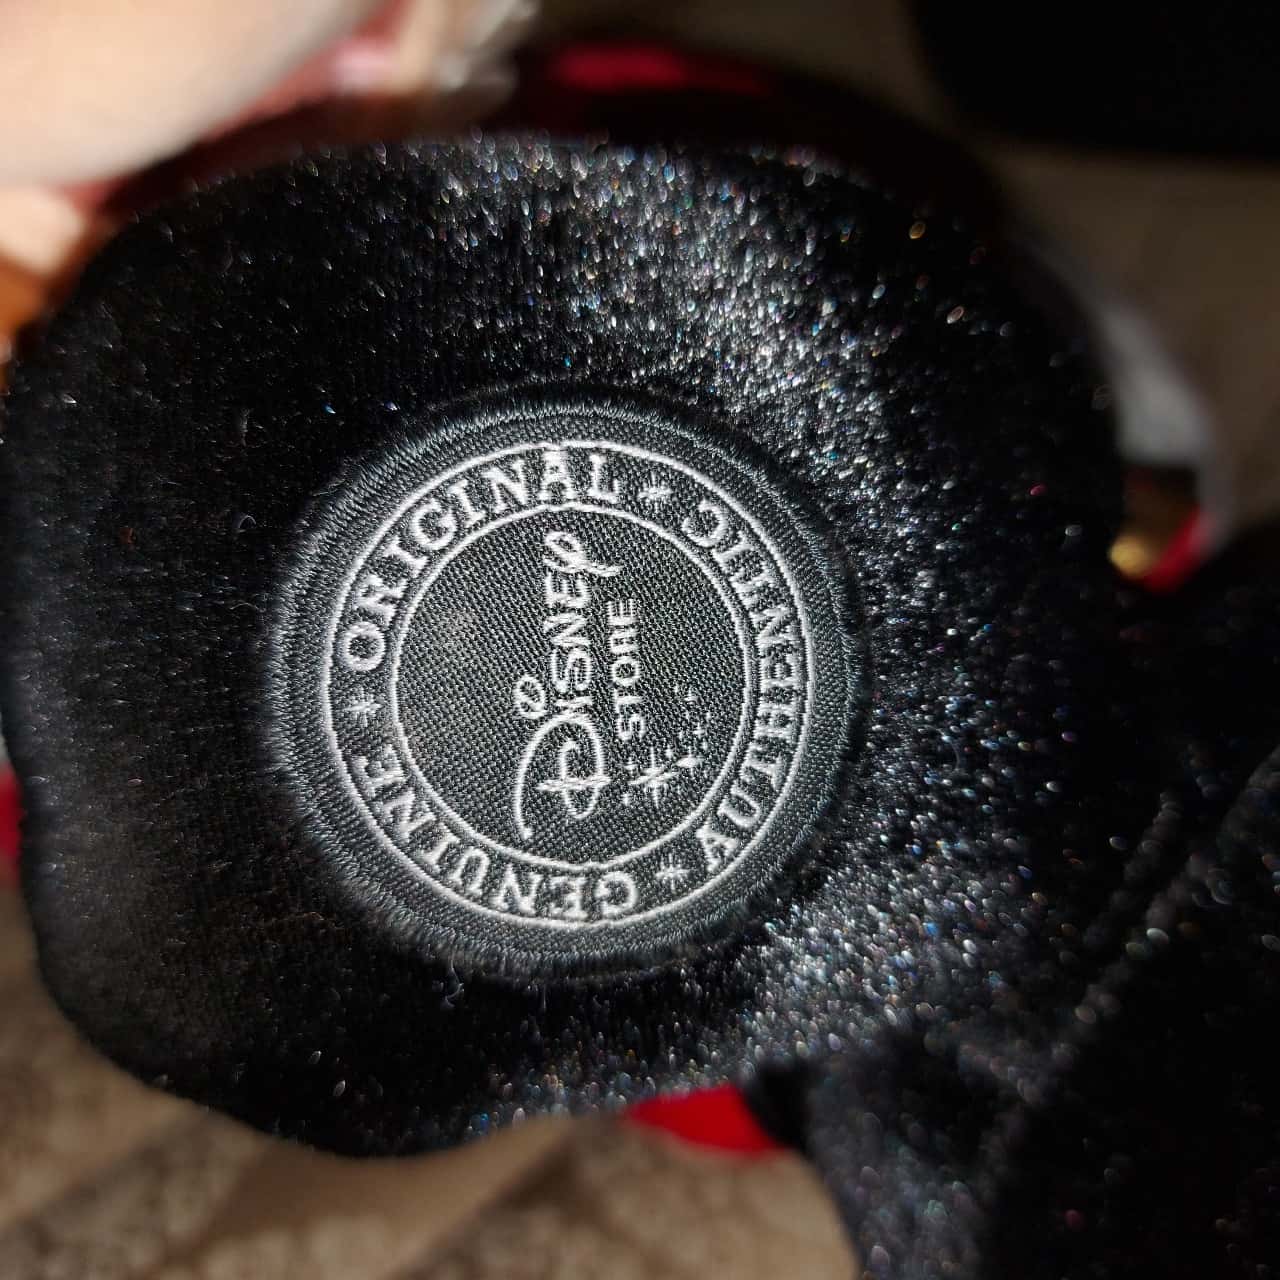 GENUINE * ORIGINAL * AUTHENTIC *
Disney
STORE